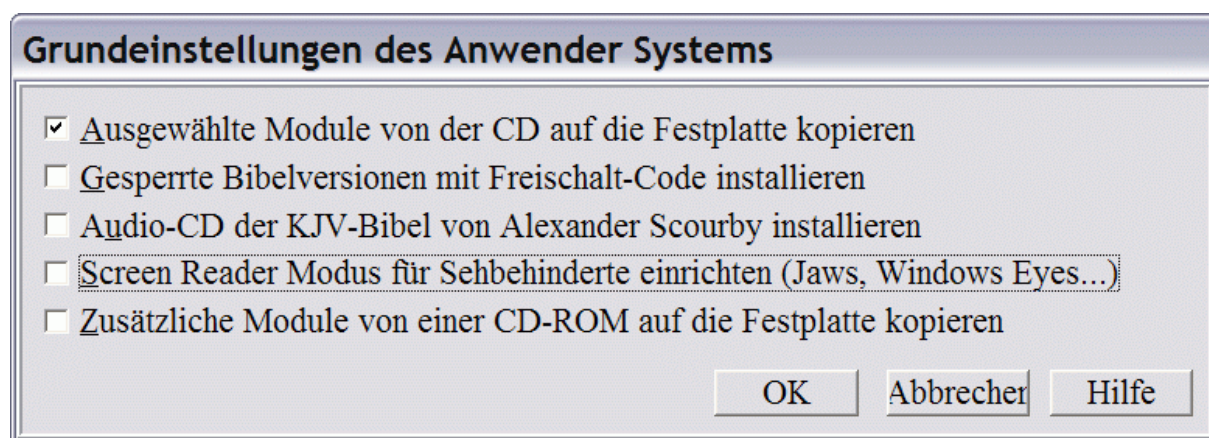 Grundeinstellungen des Anwender Systems
Ausgewählte Module von der CD auf die Festplatte kopieren
Gesperrte Bibelversionen mit Freischalt-Code installieren
Audio-CD der KJV-Bibel von Alexander Scourby installieren
Screen Reader Modus für Sehbehinderte einrichten (Jaws, Windows Eyes...)
Zusätzliche Module von einer CD-ROM auf die Festplatte kopieren
OK Abbrecher Hilfe